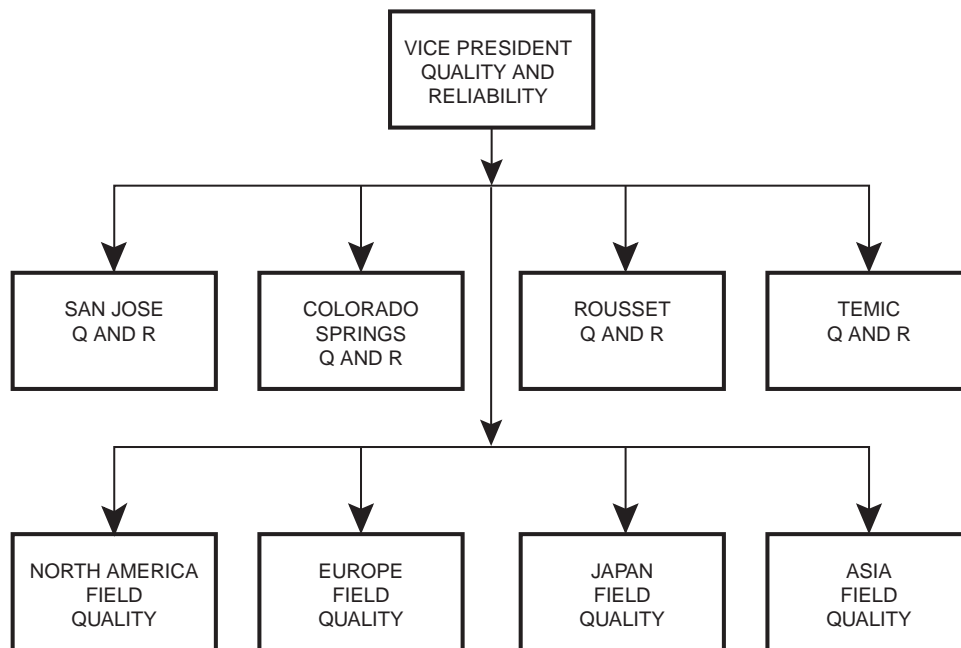 VICE PRESIDENT
QUALITY AND
RELIABILITY
SAN JOSE
Q AND R
COLORADO
SPRINGS
Q AND R
ROUSSET
Q AND R
TEMIC
Q AND R
NORTH AMERICA
FIELD
QUALITY
EUROPE
FIELD
QUALITY
JAPAN
FIELD
QUALITY
ASIA
FIELD
QUALITY